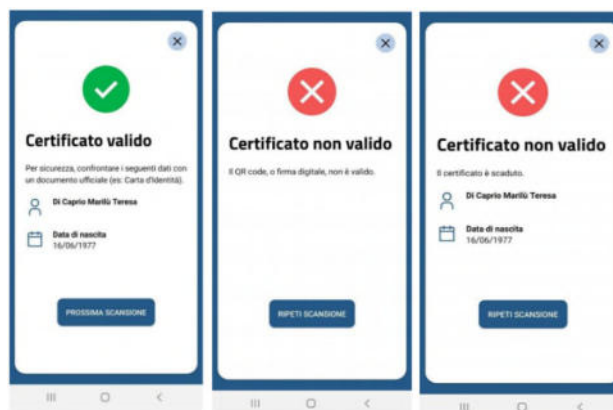 Certificato valido
Per sicurezza, confrontare i seguenti dati con
un documento ufficiale (es: Carta d'Identità).
Di Caprio Marilù Teresa
Data di nascita
16/06/1977
PROSSIMA SCANSIONE
Certificato non valido
Il QR code, o firma digitale, non è valido.
RIPETI SCANSIONE
Certificato non valido
Il certificato è scaduto.
Di Caprio Marilù Teresa
Data di nascita
16/06/1977
RIPETI SCANSIONE